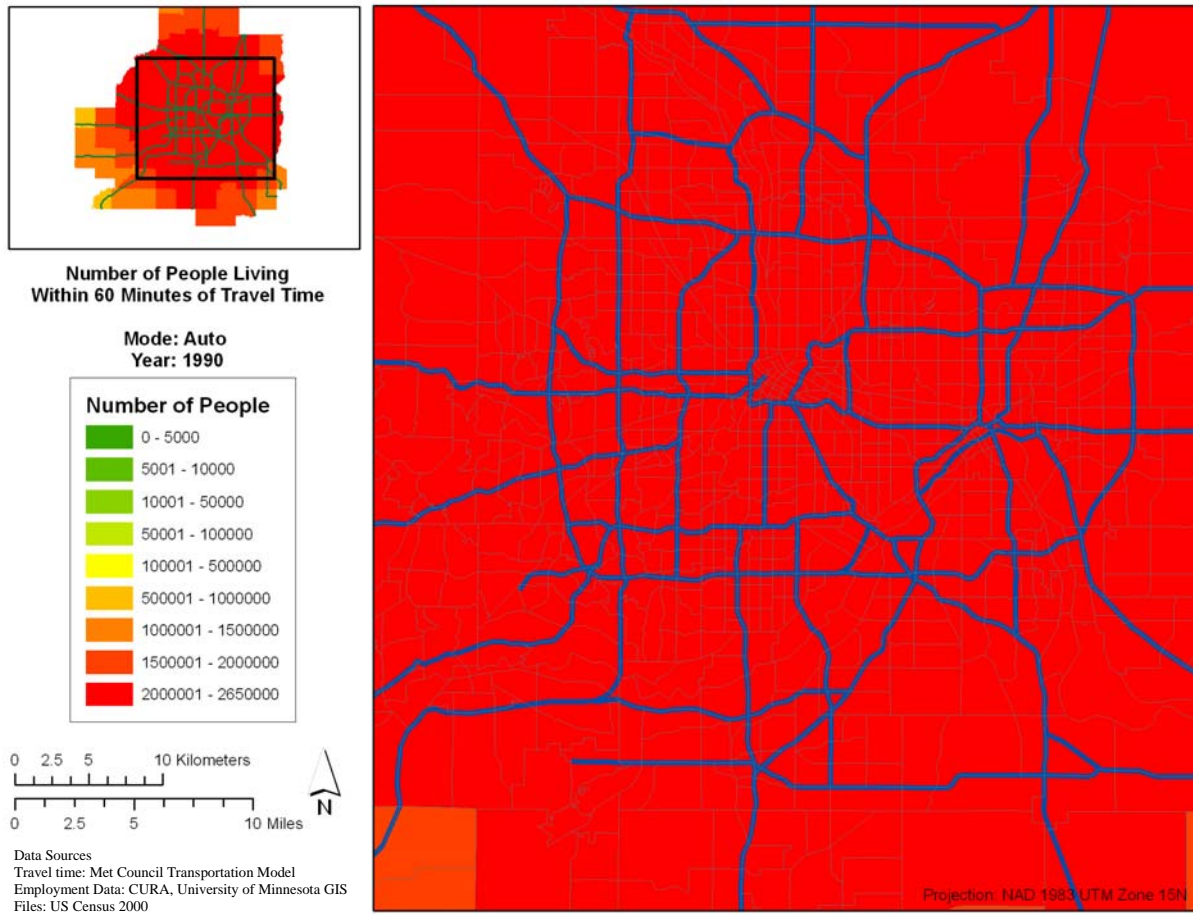 Number of People Living
Within 60 Minutes of Travel Time
Mode: Auto
Year: 1990
Number of People
0 - 5000
5001 - 10000
10001 - 50000
50001 - 100000
100001 - 500000
500001 - 1000000
1000001 - 1500000
1500001 - 2000000
2000001 - 2650000
0 2.5 5 10 Kilometers
0 2.5 5 10 Miles
N
Data Sources
Travel time: Met Council Transportation Model
Employment Data: CURA, University of Minnesota GIS
Files: US Census 2000
Projection: NAD 1983 UTM Zone 15N